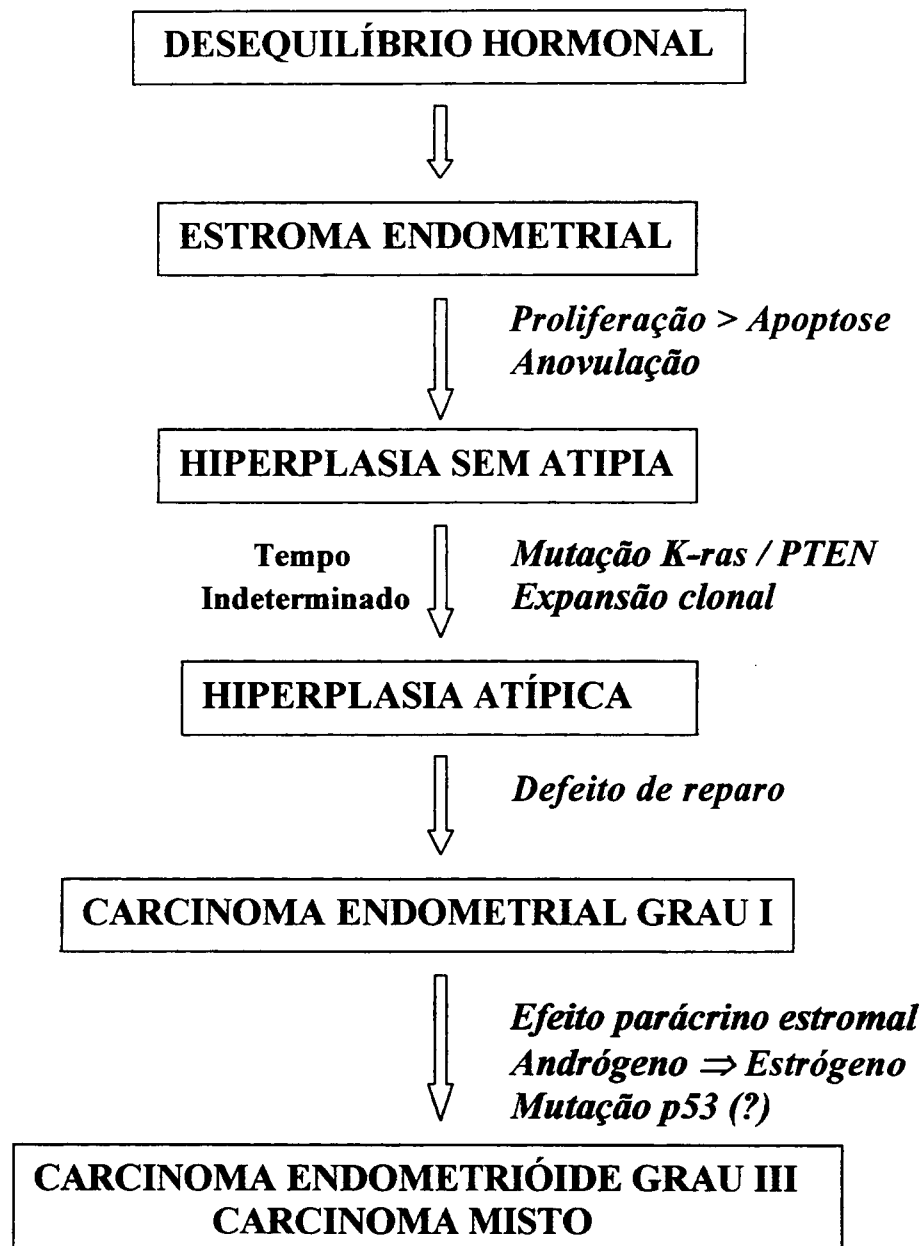 DESEQUILÍBRIO HORMONAL
ESTROMA ENDOMETRIAL
Proliferação > Apoptose
Anovulação
HIPERPLASIA SEM ATIPIA
Tempo
Indeterminado
Mutação K-ras / PTEN
Expansão clonal
HIPERPLASIA ATÍPICA
Defeito de reparo
CARCINOMA ENDOMETRIAL GRAU I
Efeito parácrino estromal
Andrógeno ⇒ Estrógeno
Mutação p53 (?)
CARCINOMA ENDOMETRIÓIDE GRAU III
CARCINOMA MISTO